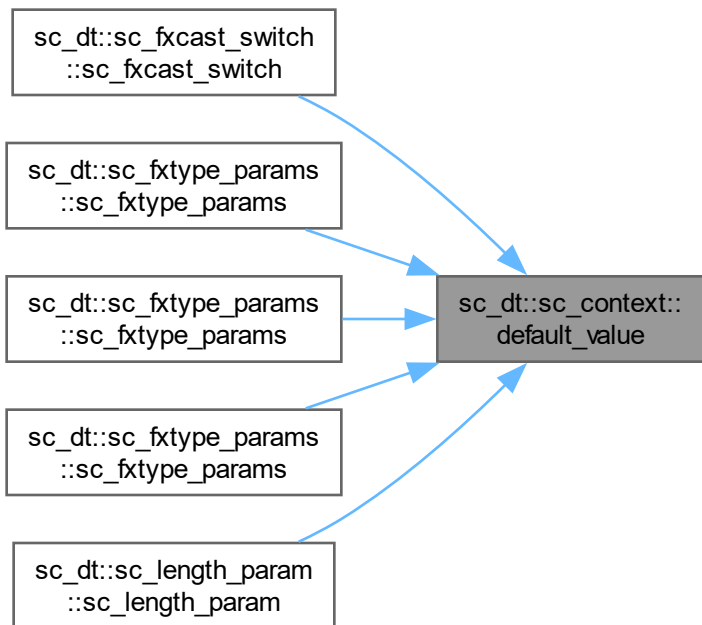 sc_dt::sc_fxcast_switch
::sc_fxcast_switch
sc_dt::sc_fxtype_params
::sc_fxtype_params
sc_dt::sc_fxtype_params
::sc_fxtype_params
sc_dt::sc_context::
default_value
sc_dt::sc_fxtype_params
::sc_fxtype_params
sc_dt::sc_length_param
::sc_length_param